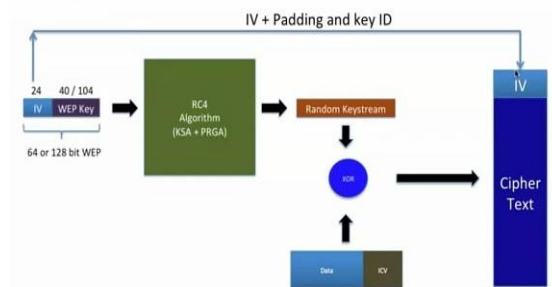 IV + Padding and key ID
24
40 / 104
IV
WEP Key
64 or 128 bit WEP
RC4
Algorithm
(KSA + PRGA)
Random Keystream
XOR
Data
ICV
IV
Cipher
Text